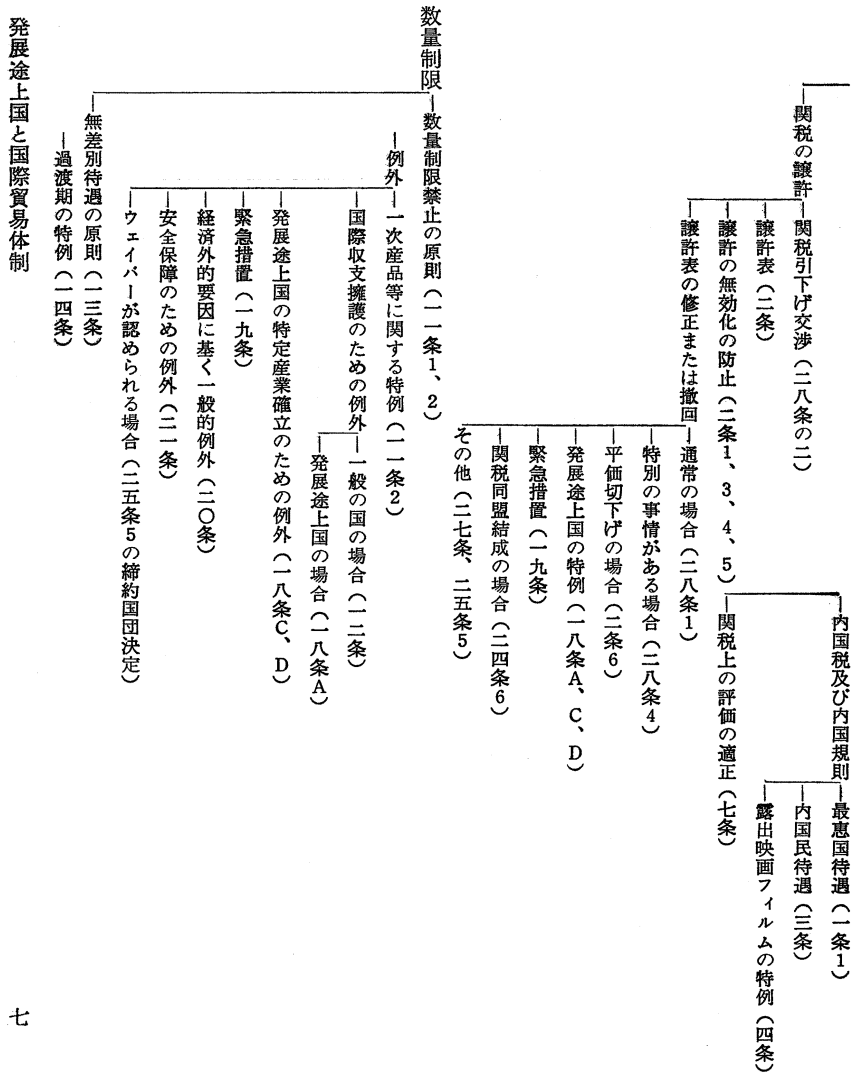 関税の譲許
関税引下げ交渉(二八条の二)
譲許表(二条)
譲許の無効化の防止(二条1、3、4、5)
内国税及び内国規則
最恵国待遇(一条1)
内国民待遇(三条)
露出映画フィルムの特例(四条)
関税上の評価の適正(七条)
譲許表の修正または撤回
通常の場合(二八条1)
特別の事情がある場合(二八条4)
平価切下げの場合(二条6)
発展途上国の特例(一八条A、C、D)
緊急措置(一九条)
関税同盟結成の場合(二四条6)
その他(二七条、二五条5)
数量制限
数量制限禁止の原則(一一条1、2)
例外
一次産品等に関する特例(一一条2)
国際収支擁護のための例外
一般の国の場合(一二条)
発展途上国の場合(一八条A)
発展途上国の特定産業確立のための例外(一八条C、D)
緊急措置(一九条)
経済外的要因に基く一般的例外(二〇条)
安全保障のための例外(二一条)
ウェイバーが認められる場合(二五条5の締約国団決定)
無差別待遇の原則(一三条)
過渡期の特例(一四条)
発展途上国と国際貿易体制
七